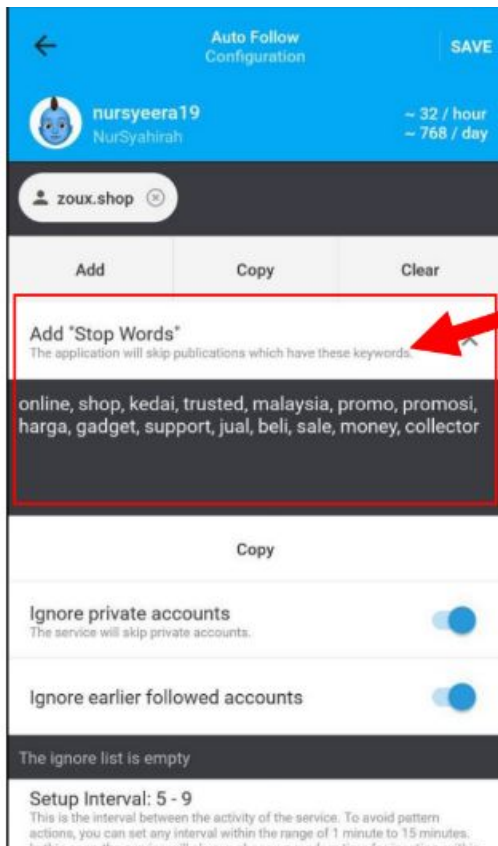 Auto Follow
Configuration
SAVE
nursyeera19
NurSyahirah
~ 32 / hour
~ 768 / day
zoux.shop
Add Copy Clear
Add "Stop Words"
The application will skip publications which have these keywords.
online, shop, kedai, trusted, malaysia, promo, promosi,
harga, gadget, support, jual, beli, sale, money, collector
Copy
Ignore private accounts
The service will skip private accounts.
Ignore earlier followed accounts
The ignore list is empty
Setup Interval: 5 - 9
This is the interval between the activity of the service. To avoid pattern
actions, you can set any interval within the range of 1 minute to 15 minutes.